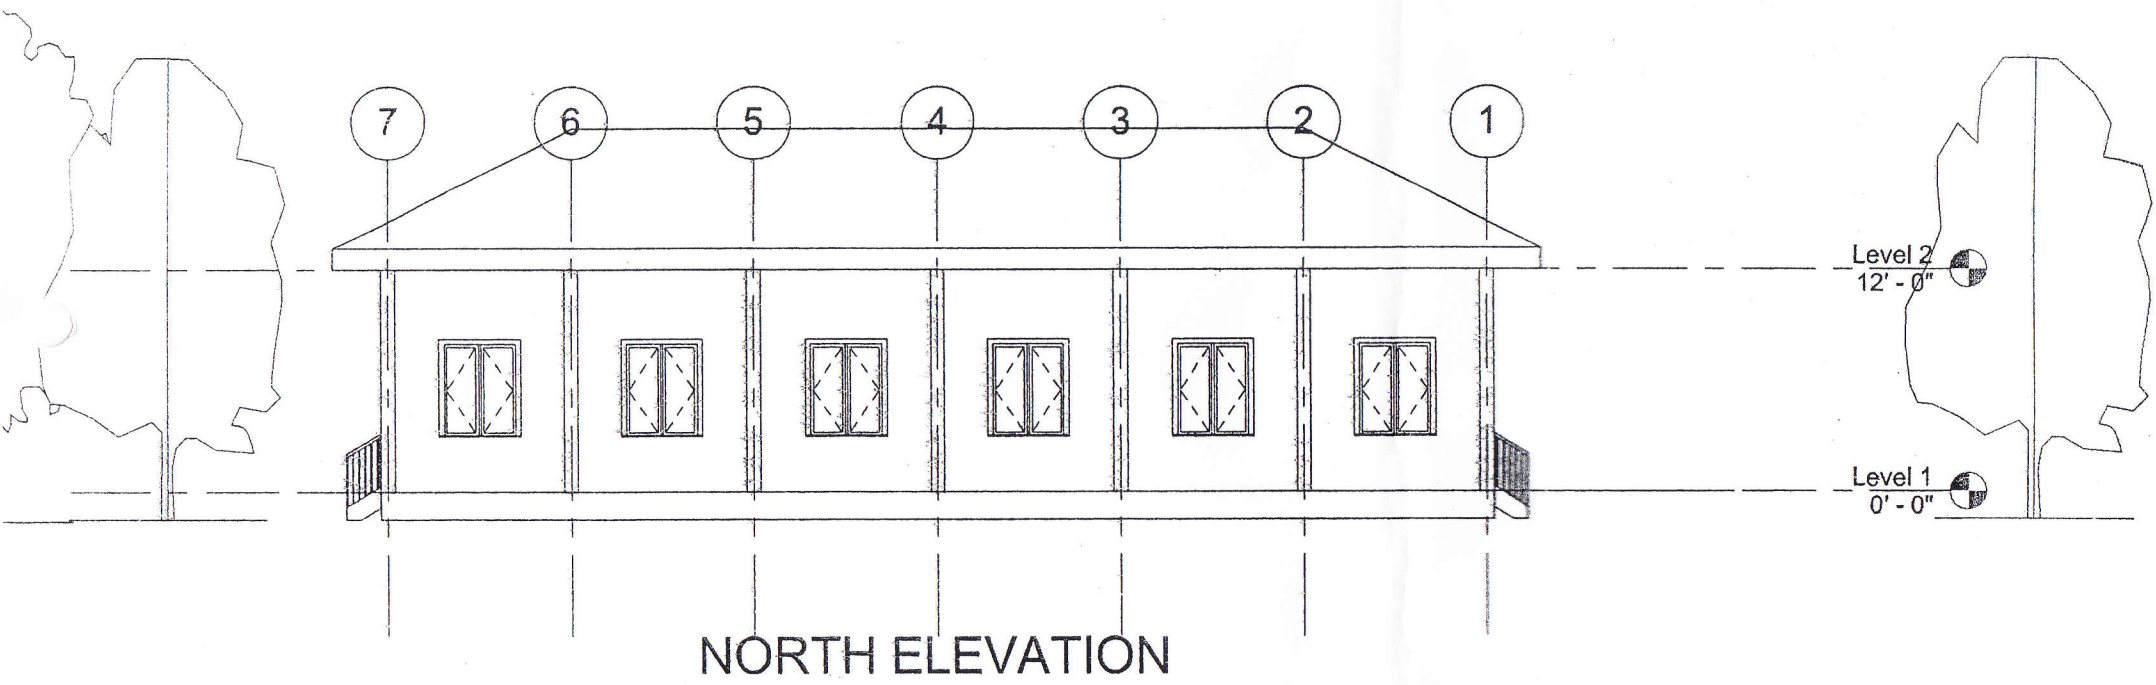 7 6 5 4 3 2 1
Level 2
12' - 0"
Level 1
0' - 0"
NORTH ELEVATION